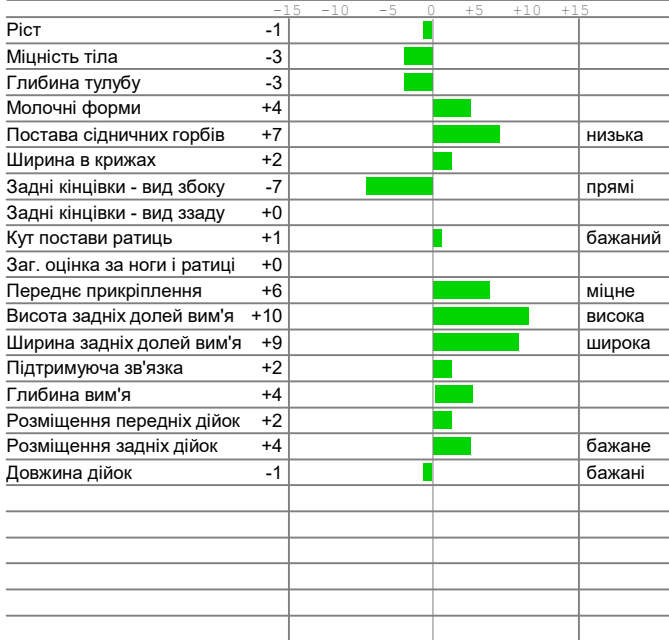 -15 -10 -5 0 +5 +10 +15
Ріст -1
Міцність тіла -3
Глибина тулубу -3
Молочні форми +4
Постава сідничних горбів +7 низька
Ширина в крижах +2
Задні кінцівки - вид збоку -7 прямі
Задні кінцівки - вид ззаду +0
Кут постави ратиць +1 бажаний
Заг. оцінка за ноги і ратиці +0
Переднє прикріплення +6 міцне
Висота задніх долей вим'я +10 висока
Ширина задніх долей вим'я +9 широка
Підтримуюча зв'язка +2
Глибина вим'я +4
Розміщення передніх дійок +2
Розміщення задніх дійок +4 бажане
Довжина дійок -1 бажані